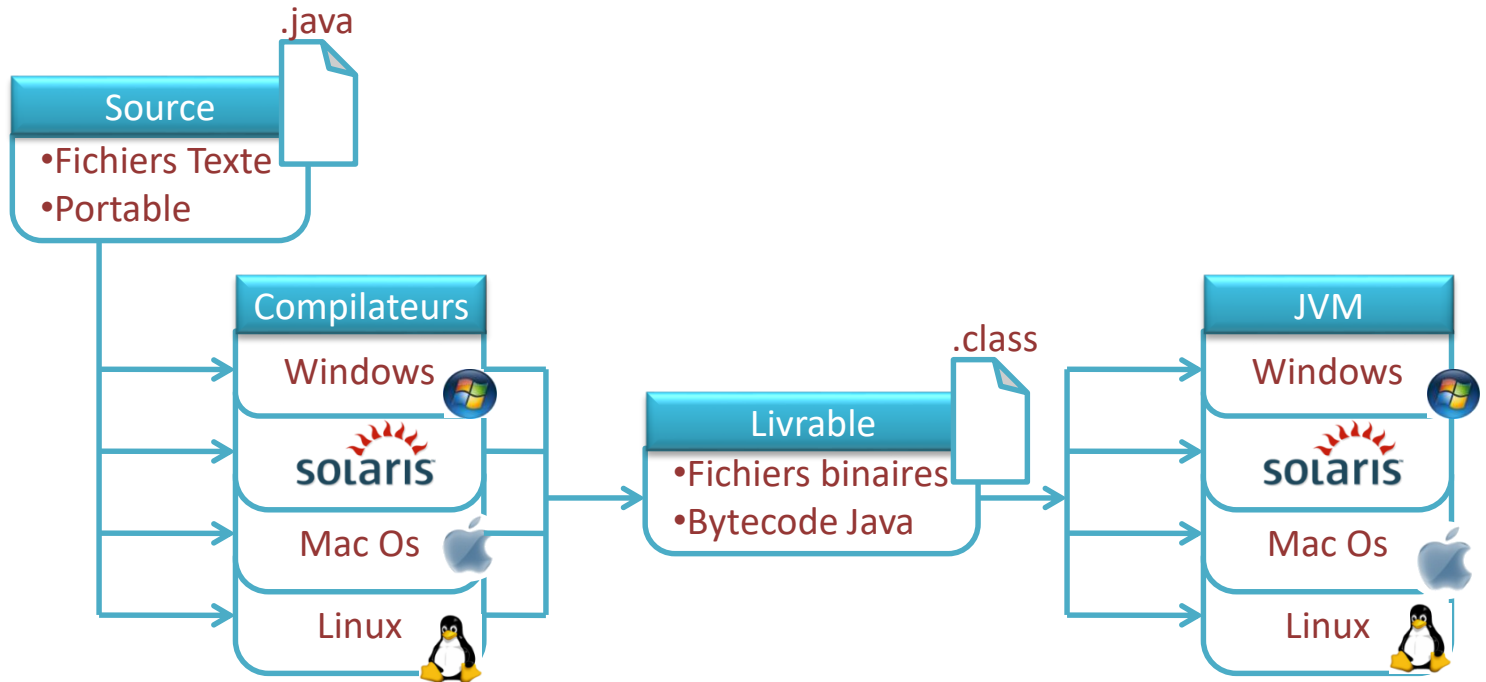 .java
Source
•Fichiers Texte
•Portable
Compilateurs
Windows
solaris
Mac Os
Linux
.class
Livrable
•Fichiers binaires
•Bytecode Java
JVM
Windows
solaris
Mac Os
Linux